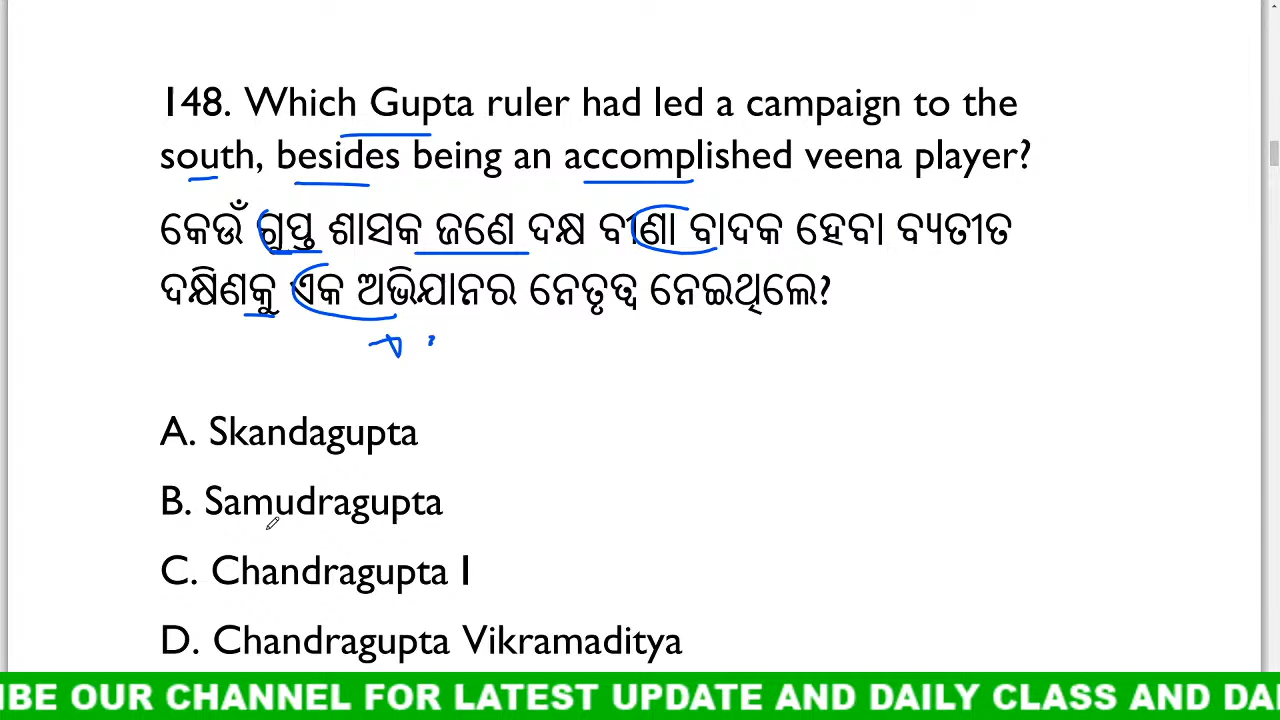 148. Which Gupta ruler had led a campaign to the
south, besides being an accomplished veena player?
କେଉଁ ଗୁପ୍ତ ଶାସକ ଜଣେ ଦକ୍ଷ ବୀଣା ବାଦକ ହେବା ବ୍ୟତୀତ
ଦକ୍ଷିଣକୁ ଏକ ଅଭିଯାନର ନେତୃତ୍ୱ ନେଇଥିଲେ?
A. Skandagupta
B. Samudragupta
C. Chandragupta I
D. Chandragupta Vikramaditya
IBE OUR CHANNEL FOR LATEST UPDATE AND DAILY CLASS AND DA